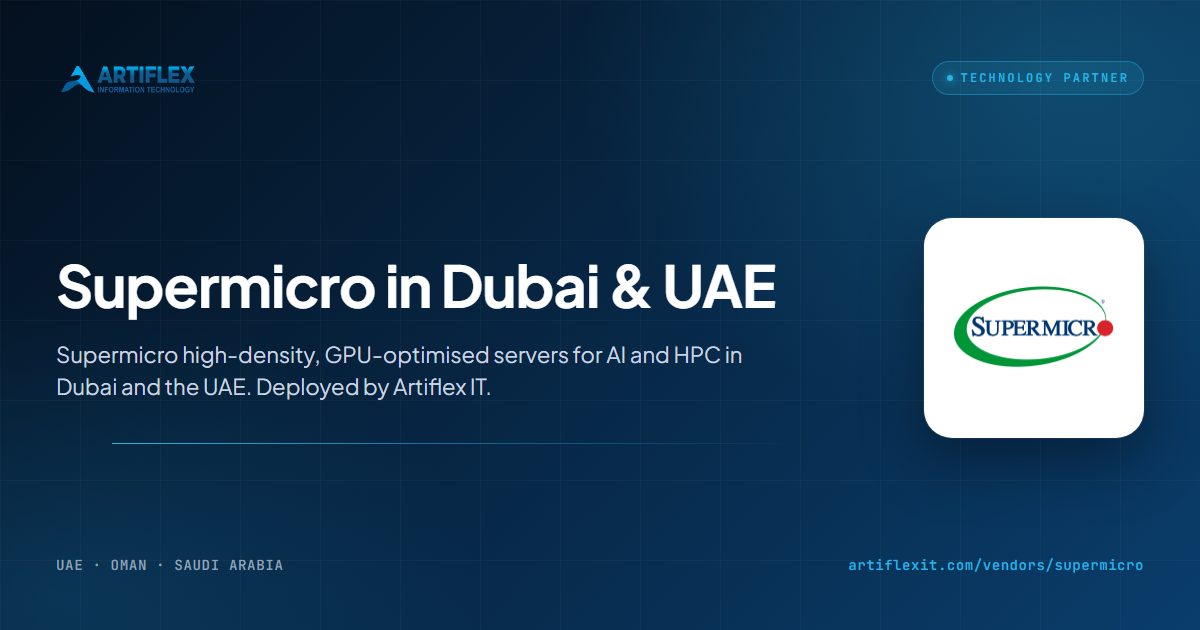 ARTIFLEX
INFORMATION TECHNOLOGY
TECHNOLOGY PARTNER
Supermicro in Dubai & UAE
Supermicro high-density, GPU-optimised servers for AI and HPC in
Dubai and the UAE. Deployed by Artiflex IT.
SUPERMICRO®
UAE · OMAN · SAUDI ARABIA
artiflexit.com/vendors/supermicro